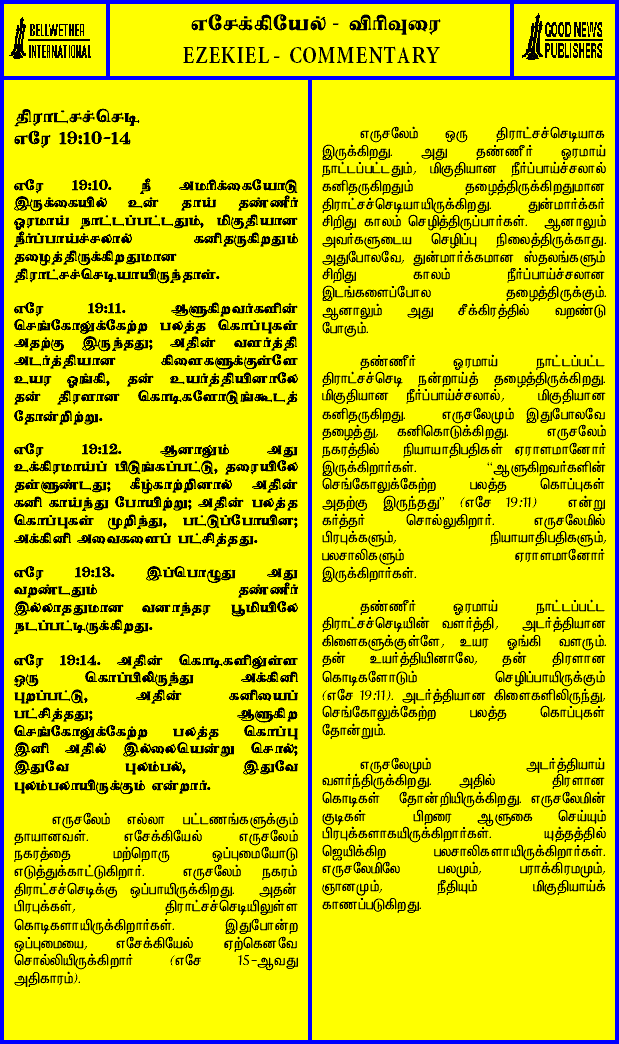 BELLWETHER
INTERNATIONAL
எசேக்கியேல் - விரிவுரை
EZEKIEL - COMMENTARY
GOOD NEWS
PUBLISHERS
திராட்சச்செடி
எரே 19:10-14
எரே 19:10. நீ அமரிக்கையோடு
இருக்கையில் உன் தாய் தண்ணீர்
ஓரமாய் நாட்டப்பட்டதும், மிகுதியான
நீர்ப்பாய்ச்சலால் கனிதருகிறதும்
தழைத்திருக்கிறதுமான
திராட்சச்செடியாயிருந்தாள்.
எரே 19:11. ஆளுகிறவர்களின்
செங்கோலுக்கேற்ற பலத்த கொப்புகள்
அதற்கு இருந்தது; அதின் வளர்த்தி
அடர்த்தியான கிளைகளுக்குள்ளே
உயர ஓங்கி, தன் உயர்த்தியினாலே
தன் திரளான கொடிகளோடுங்கூடத்
தோன்றிற்று.
எரே 19:12. ஆனாலும் அது
உக்கிரமாய்ப் பிடுங்கப்பட்டு, தரையிலே
தள்ளுண்டது; கீழ்காற்றினால் அதின்
கனி காய்ந்து போயிற்று; அதின் பலத்த
கொப்புகள் முறிந்து, பட்டுப்போயின;
அக்கினி அவைகளைப் பட்சித்தது.
எரே 19:13. இப்பொழுது அது
வறண்டதும் தண்ணீர்
இல்லாததுமான வனாந்தர பூமியிலே
நடப்பட்டிருக்கிறது.
எரே 19:14. அதின் கொடிகளிலுள்ள
ஒரு கொப்பிலிருந்து அக்கினி
புறப்பட்டு, அதின் கனியைப்
பட்சித்தது; ஆளுகிற
செங்கோலுக்கேற்ற பலத்த கொப்பு
இனி அதில் இல்லையென்று சொல்;
இதுவே புலம்பல், இதுவே
புலம்பலாயிருக்கும் என்றார்.
எருசலேம் எல்லா பட்டணங்களுக்கும்
தாயானவள். எசேக்கியேல் எருசலேம்
நகரத்தை மற்றொரு ஒப்புமையோடு
எடுத்துக்காட்டுகிறார். எருசலேம் நகரம்
திராட்சச்செடிக்கு ஒப்பாயிருக்கிறது. அதன்
பிரபுக்கள், திராட்சச்செடியிலுள்ள
கொடிகளாயிருக்கிறார்கள். இதுபோன்ற
ஒப்புமையை, எசேக்கியேல் ஏற்கெனவே
சொல்லியிருக்கிறார் (எசே 15-ஆவது
அதிகாரம்).
எருசலேம் ஒரு திராட்சச்செடியாக
இருக்கிறது. அது தண்ணீர் ஓரமாய்
நாட்டப்பட்டதும், மிகுதியான நீர்ப்பாய்ச்சலால்
கனிதருகிறதும் தழைத்திருக்கிறதுமான
திராட்சச்செடியாயிருக்கிறது. துன்மார்க்கர்
சிறிது காலம் செழித்திருப்பார்கள். ஆனாலும்
அவர்களுடைய செழிப்பு நிலைத்திருக்காது.
அதுபோலவே, துன்மார்க்கமான ஸ்தலங்களும்
சிறிது காலம் நீர்ப்பாய்ச்சலான
இடங்களைப்போல தழைத்திருக்கும்.
ஆனாலும் அது சீக்கிரத்தில் வறண்டு
போகும்.
தண்ணீர் ஓரமாய் நாட்டப்பட்ட
திராட்சச்செடி நன்றாய்த் தழைத்திருக்கிறது.
மிகுதியான நீர்ப்பாய்ச்சலால், மிகுதியான
கனிதருகிறது. எருசலேமும் இதுபோலவே
தழைத்து, கனிகொடுக்கிறது. எருசலேம்
நகரத்தில் நியாயாதிபதிகள் ஏராளமானோர்
இருக்கிறார்கள். "ஆளுகிறவர்களின்
செங்கோலுக்கேற்ற பலத்த கொப்புகள்
அதற்கு இருந்தது" (எசே 19:11) என்று
கர்த்தர் சொல்லுகிறார். எருசலேமில்
பிரபுக்களும், நியாயாதிபதிகளும்,
பலசாலிகளும் ஏராளமானோர்
இருக்கிறார்கள்.
தண்ணீர் ஓரமாய் நாட்டப்பட்ட
திராட்சச்செடியின் வளர்த்தி, அடர்த்தியான
கிளைகளுக்குள்ளே, உயர ஓங்கி வளரும்.
தன் உயர்த்தியினாலே, தன் திரளான
கொடிகளோடும் செழிப்பாயிருக்கும்
(எசே 19:11). அடர்த்தியான கிளைகளிலிருந்து,
செங்கோலுக்கேற்ற பலத்த கொப்புகள்
தோன்றும்.
எருசலேமும் அடர்த்தியாய்
வளர்ந்திருக்கிறது. அதில் திரளான
கொடிகள் தோன்றியிருக்கிறது. எருசலேமின்
குடிகள் பிறரை ஆளுகை செய்யும்
பிரபுக்களாகயிருக்கிறார்கள். யுத்தத்தில்
ஜெயிக்கிற பலசாலிகளாயிருக்கிறார்கள்.
எருசலேமிலே பலமும், பராக்கிரமமும்,
ஞானமும், நீதியும் மிகுதியாய்க்
காணப்படுகிறது.